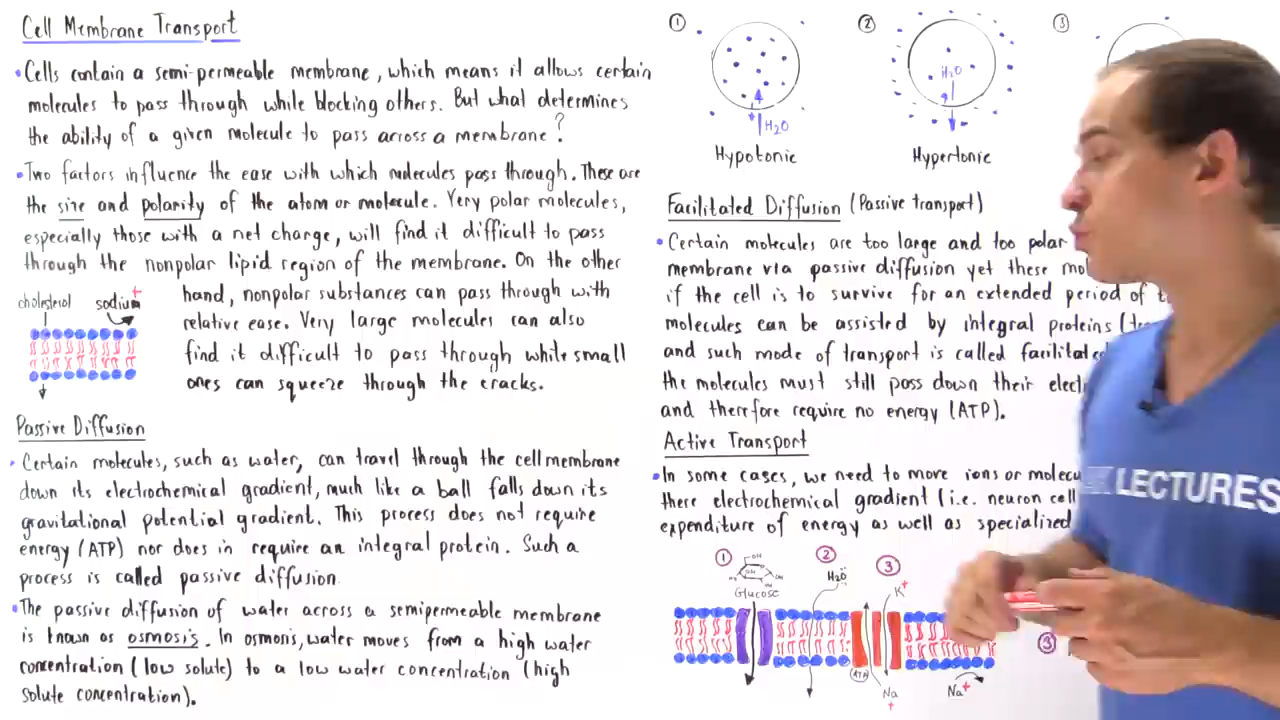 Cell Membrane Transport
•Cells contain a semi-permeable membrane, which means it allows certain
molecules to pass through while blocking others. But what determines
the ability of a given molecule to pass across a membrane?
•Two factors influence the ease with which molecules pass through. These are
the size and polarity of the atom or molecule. Very polar molecules,
especially those with a net charge, will find it difficult to pass
through the nonpolar lipid region of the membrane. On the other
hand, nonpolar substances can pass through with
relative ease. Very large molecules can also
find it difficult to pass through while small
ones can squeeze through the cracks.
cholesterol sodium +
Passive Diffusion
• Certain molecules, such as water, can travel through the cell membrane
down its electrochemical gradient, much like a ball falls down its
gravitational potential gradient. This process does not require
energy (ATP) nor does in require an integral protein. Such a
process is called passive diffusion.
•The passive diffusion of water across a semipermeable membrane
is known as osmosis. In osmosis, water moves from a high water
concentration (low solute) to a low water concentration (high
solute concentration).
1 2 3
H2O H2O
Hypotonic Hypertonic
Facilitated Diffusion (Passive transport)
•Certain molecules are too large and too polar
membrane via passive diffusion yet these
if the cell is to survive for an extended period of
molecules can be assisted by integral proteins
and such mode of transport is called
the molecules must still pass down their
and therefore require no energy (ATP).
Active Transport
•In some cases, we need to move ions or
there electrochemical gradient (i.e. neuron cell
expenditure of energy as well as specialized
1 2 3
OH
H2O
Glucose
K+
ATP
Na+
Na+
3
LECTURES